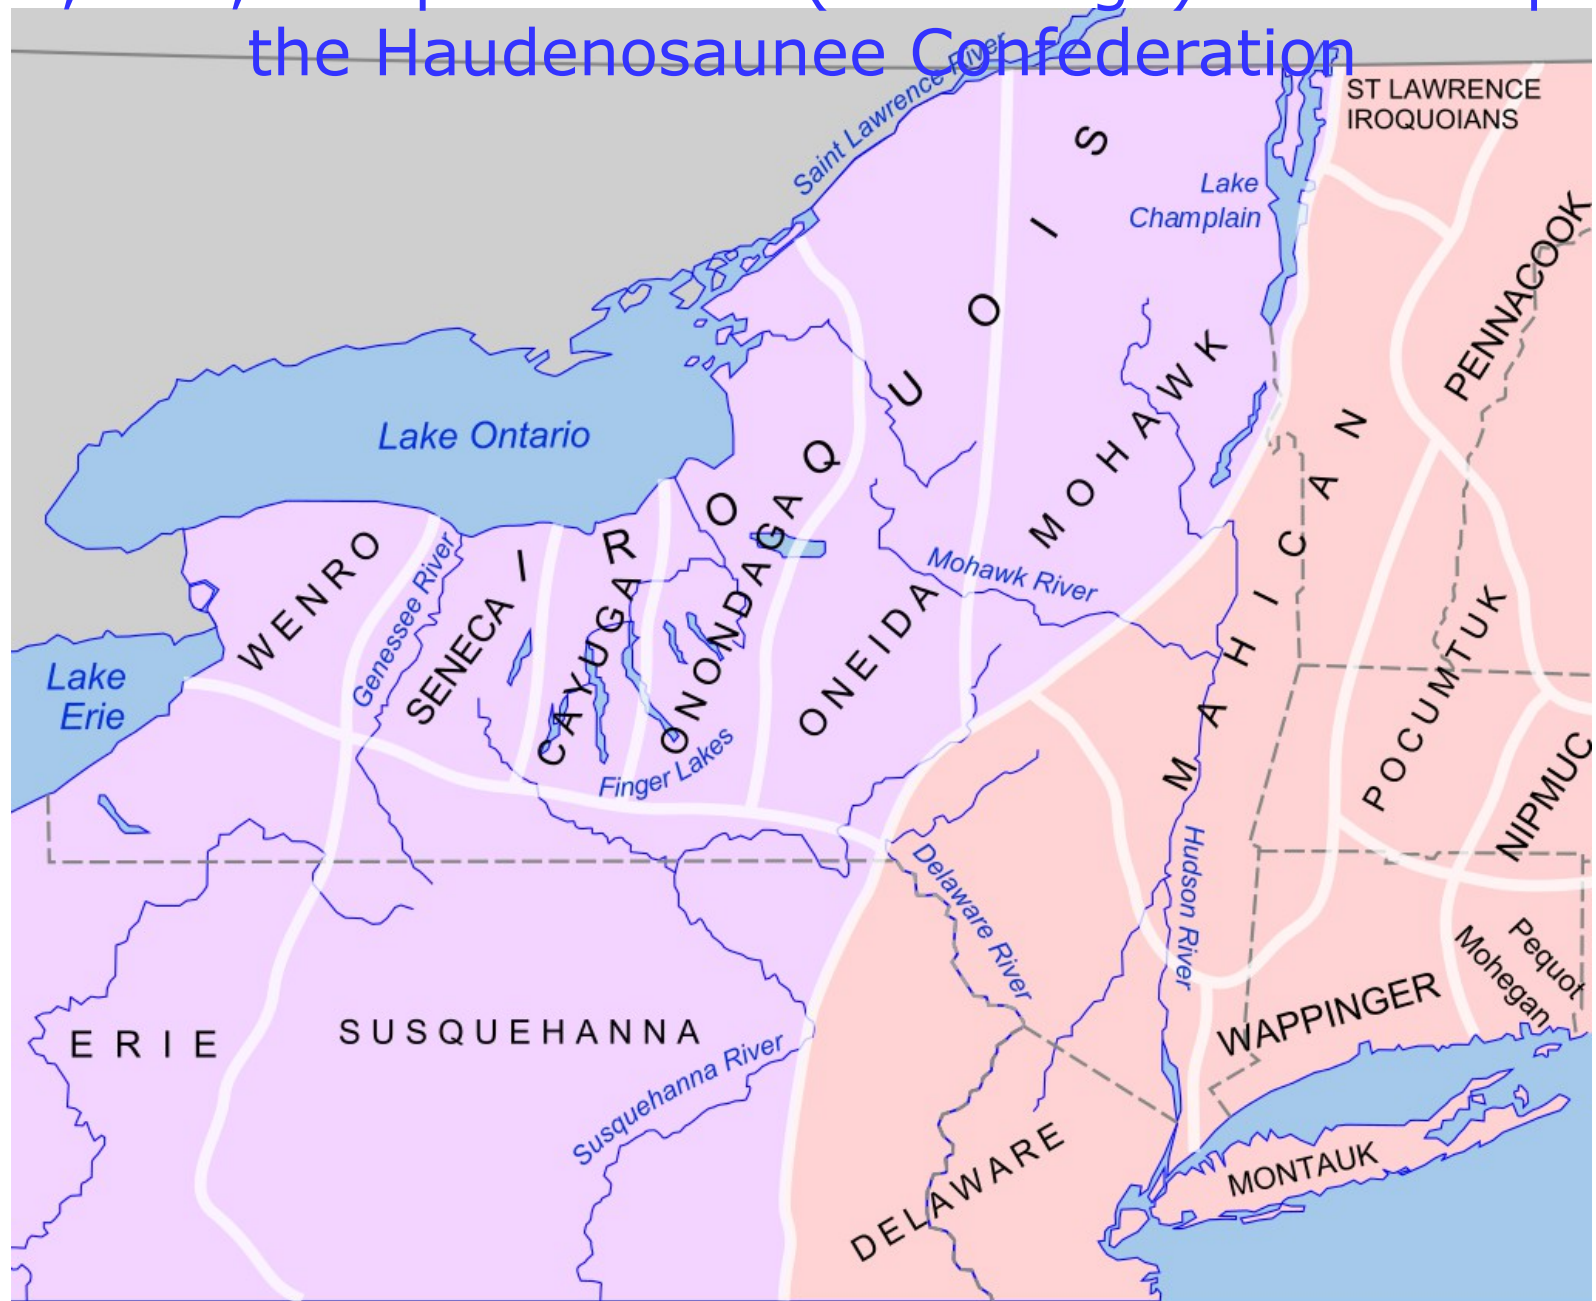 the Haudenosaunee Confederation
Saint Lawrence River
ST LAWRENCE
IROQUOIANS
Lake
Champlain
PENNACOOK
IROQUOIS
MOHAWK
Lake Ontario
MAHICAN
WENRO
Genessee River
SENECA
CAYUGA
ONONDAGA
ONEIDA
Mohawk River
Lake
Erie
Finger Lakes
POCUMTUK
NIPMUC
Delaware River
Hudson River
Pequot
Mohegan
ERIE
SUSQUEHANNA
Susquehanna River
WAPPINGER
DELAWARE
MONTAUK